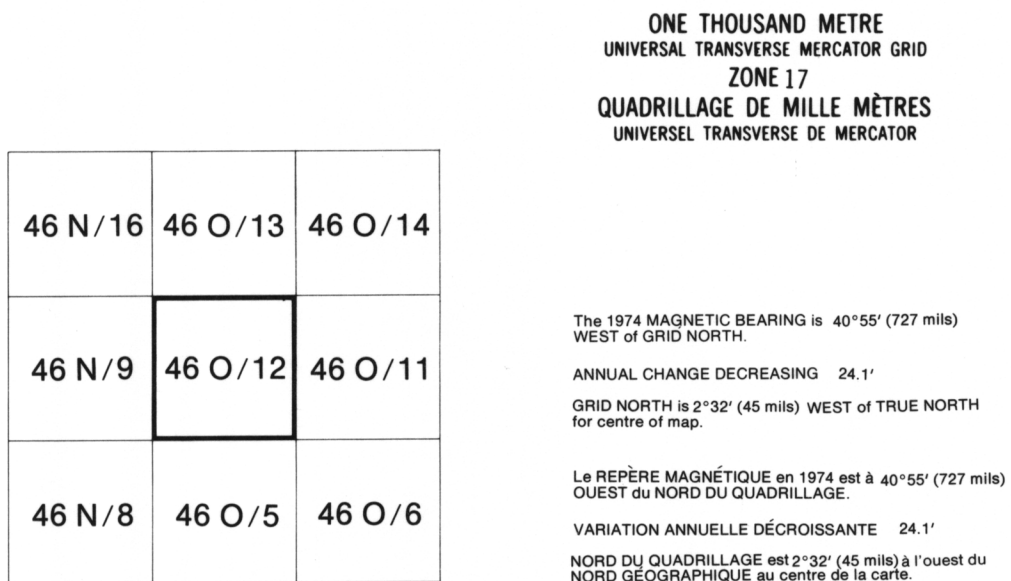 ONE THOUSAND METRE
UNIVERSAL TRANSVERSE MERCATOR GRID
ZONE 17
QUADRILLAGE DE MILLE MÈTRES
UNIVERSEL TRANSVERSE DE MERCATOR
46 N/16 46 O/13 46 O/14
46 N/9 46 O/12 46 O/11
46 N/8 46 O/5 46 O/6
The 1974 MAGNETIC BEARING is 40°55' (727 mils)
WEST of GRID NORTH.
ANNUAL CHANGE DECREASING 24.1'
GRID NORTH is 2°32' (45 mils) WEST of TRUE NORTH
for centre of map.
Le REPÈRE MAGNÉTIQUE en 1974 est à 40°55' (727 mils)
OUEST du NORD DU QUADRILLAGE.
VARIATION ANNUELLE DÉCROISSANTE 24.1'
NORD DU QUADRILLAGE est 2°32' (45 mils) à l'ouest du
NORD GÉOGRAPHIQUE au centre de la carte.